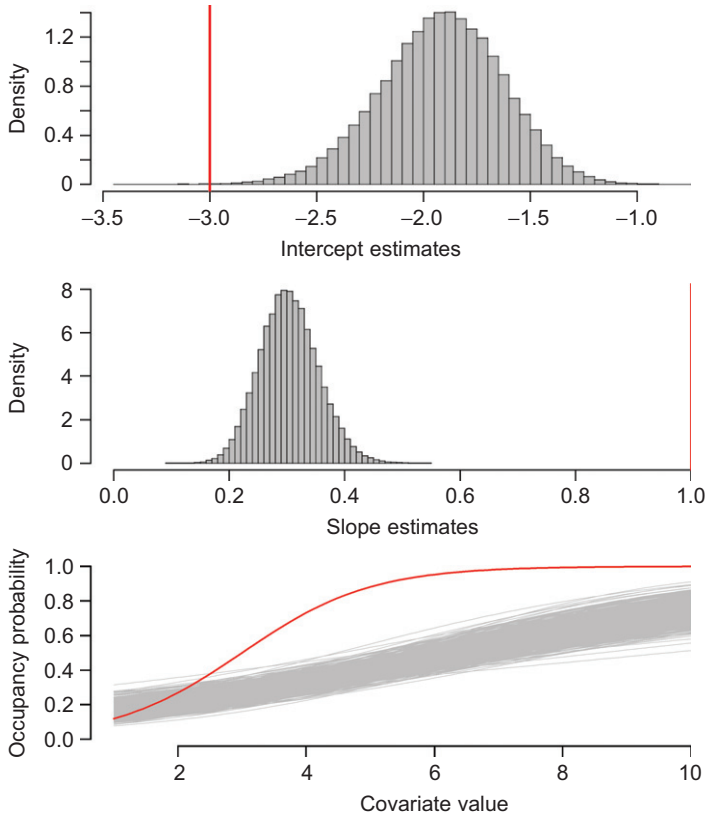 Density
1.2
0.8
0.4
0
−3.5 −3.0 −2.5 −2.0 −1.5 −1.0
Intercept estimates
Density
8
6
4
2
0
0.0 0.2 0.4 0.6 0.8 1.0
Slope estimates
Occupancy probability
1.0
0.8
0.6
0.4
0.2
0.0
2 4 6 8 10
Covariate value